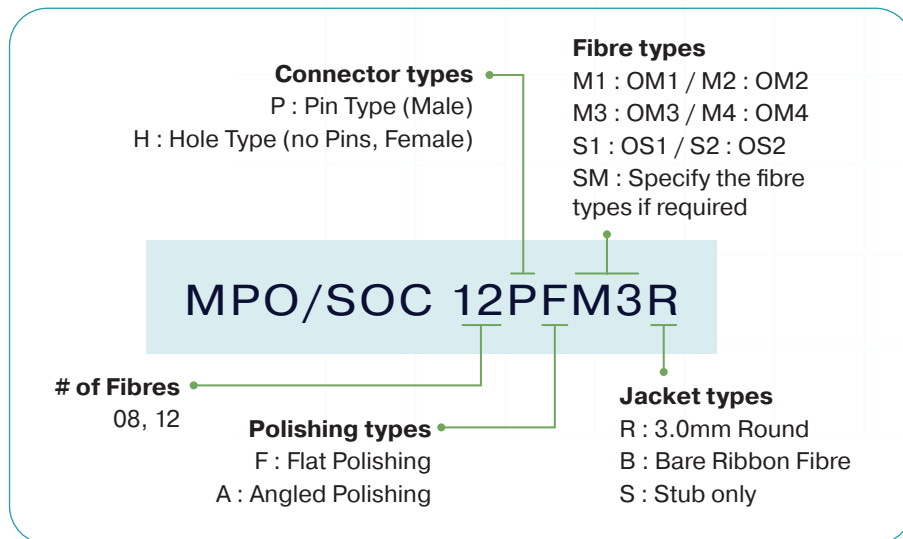 Connector types
P : Pin Type (Male)
H : Hole Type (no Pins, Female)
Fibre types
M1 : OM1 / M2 : OM2
M3 : OM3 / M4 : OM4
S1 : OS1 / S2 : OS2
SM : Specify the fibre
types if required
MPO/SOC 12PFM3R
# of Fibres
08, 12
Polishing types
F : Flat Polishing
A : Angled Polishing
Jacket types
R : 3.0mm Round
B : Bare Ribbon Fibre
S : Stub only